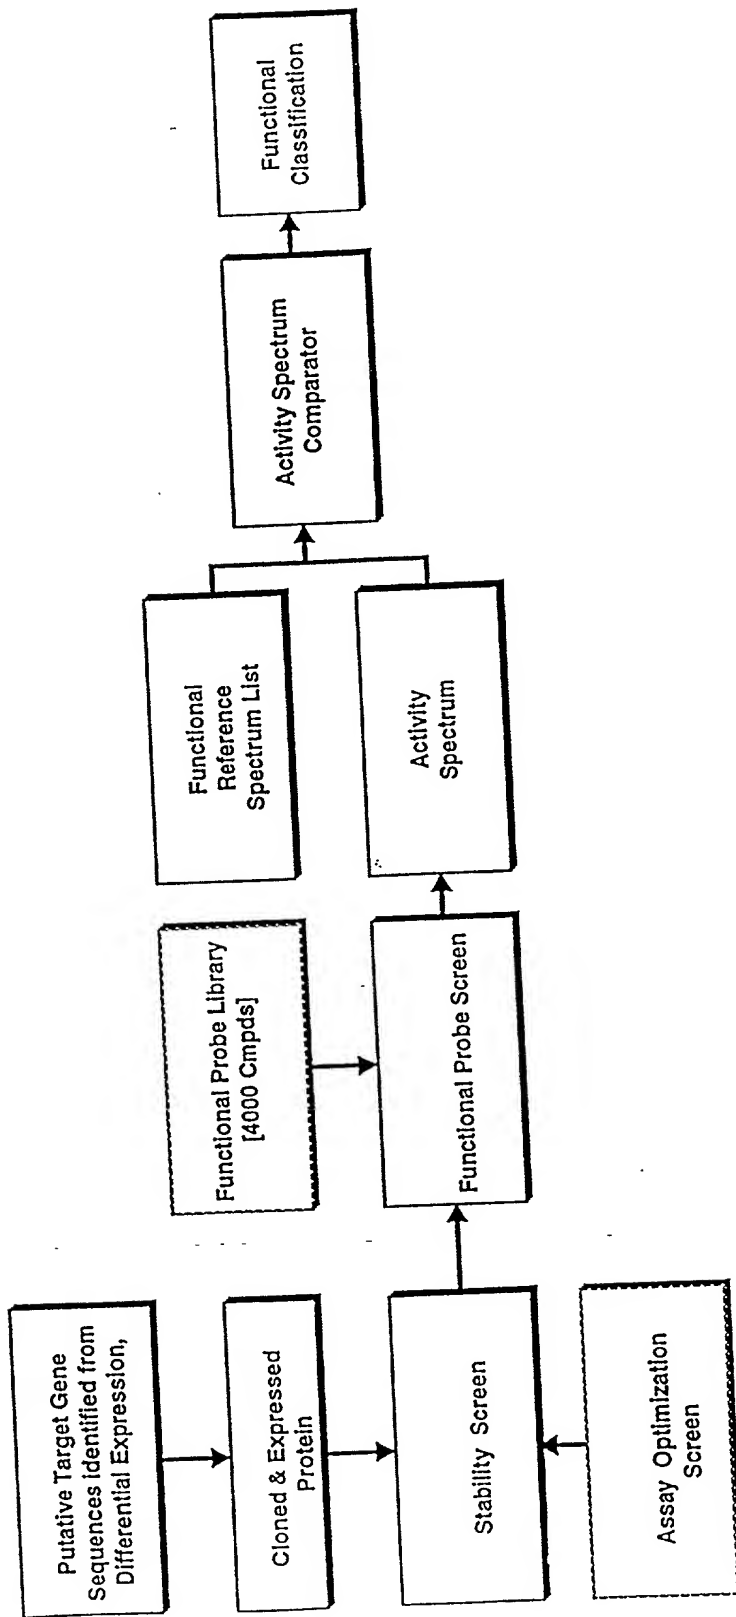 Putative Target Gene
Sequences identified from
Differential Expression,
Cloned & Expressed
Protein
Stability Screen
Assay Optimization
Screen
Functional Probe Library
[4000 Cmpds]
Functional Probe Screen
Functional
Reference
Spectrum List
Activity
Spectrum
Activity Spectrum
Comparator
Functional
Classification